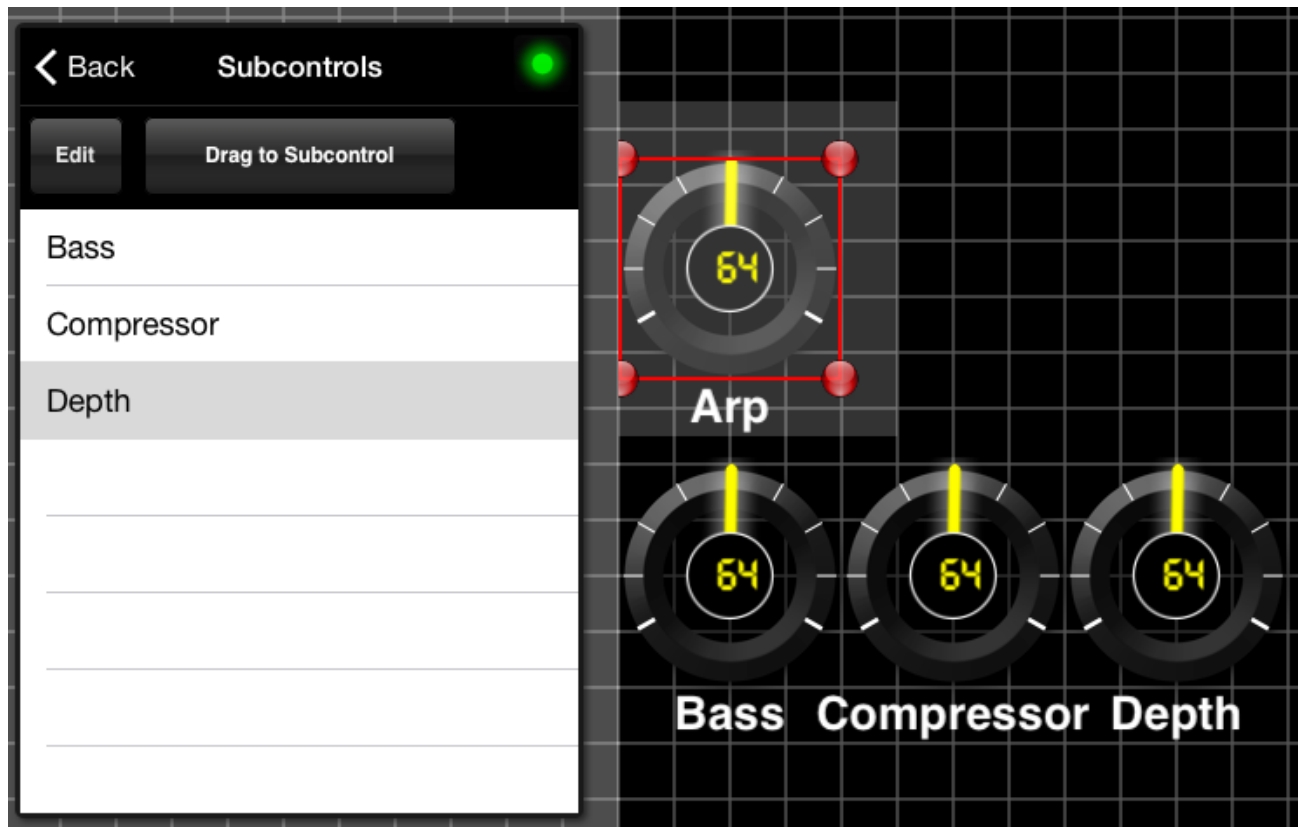 Back
Subcontrols
Edit
Drag to Subcontrol
Bass
Compressor
Depth
64
Arp
64
64
64
Bass
Compressor
Depth